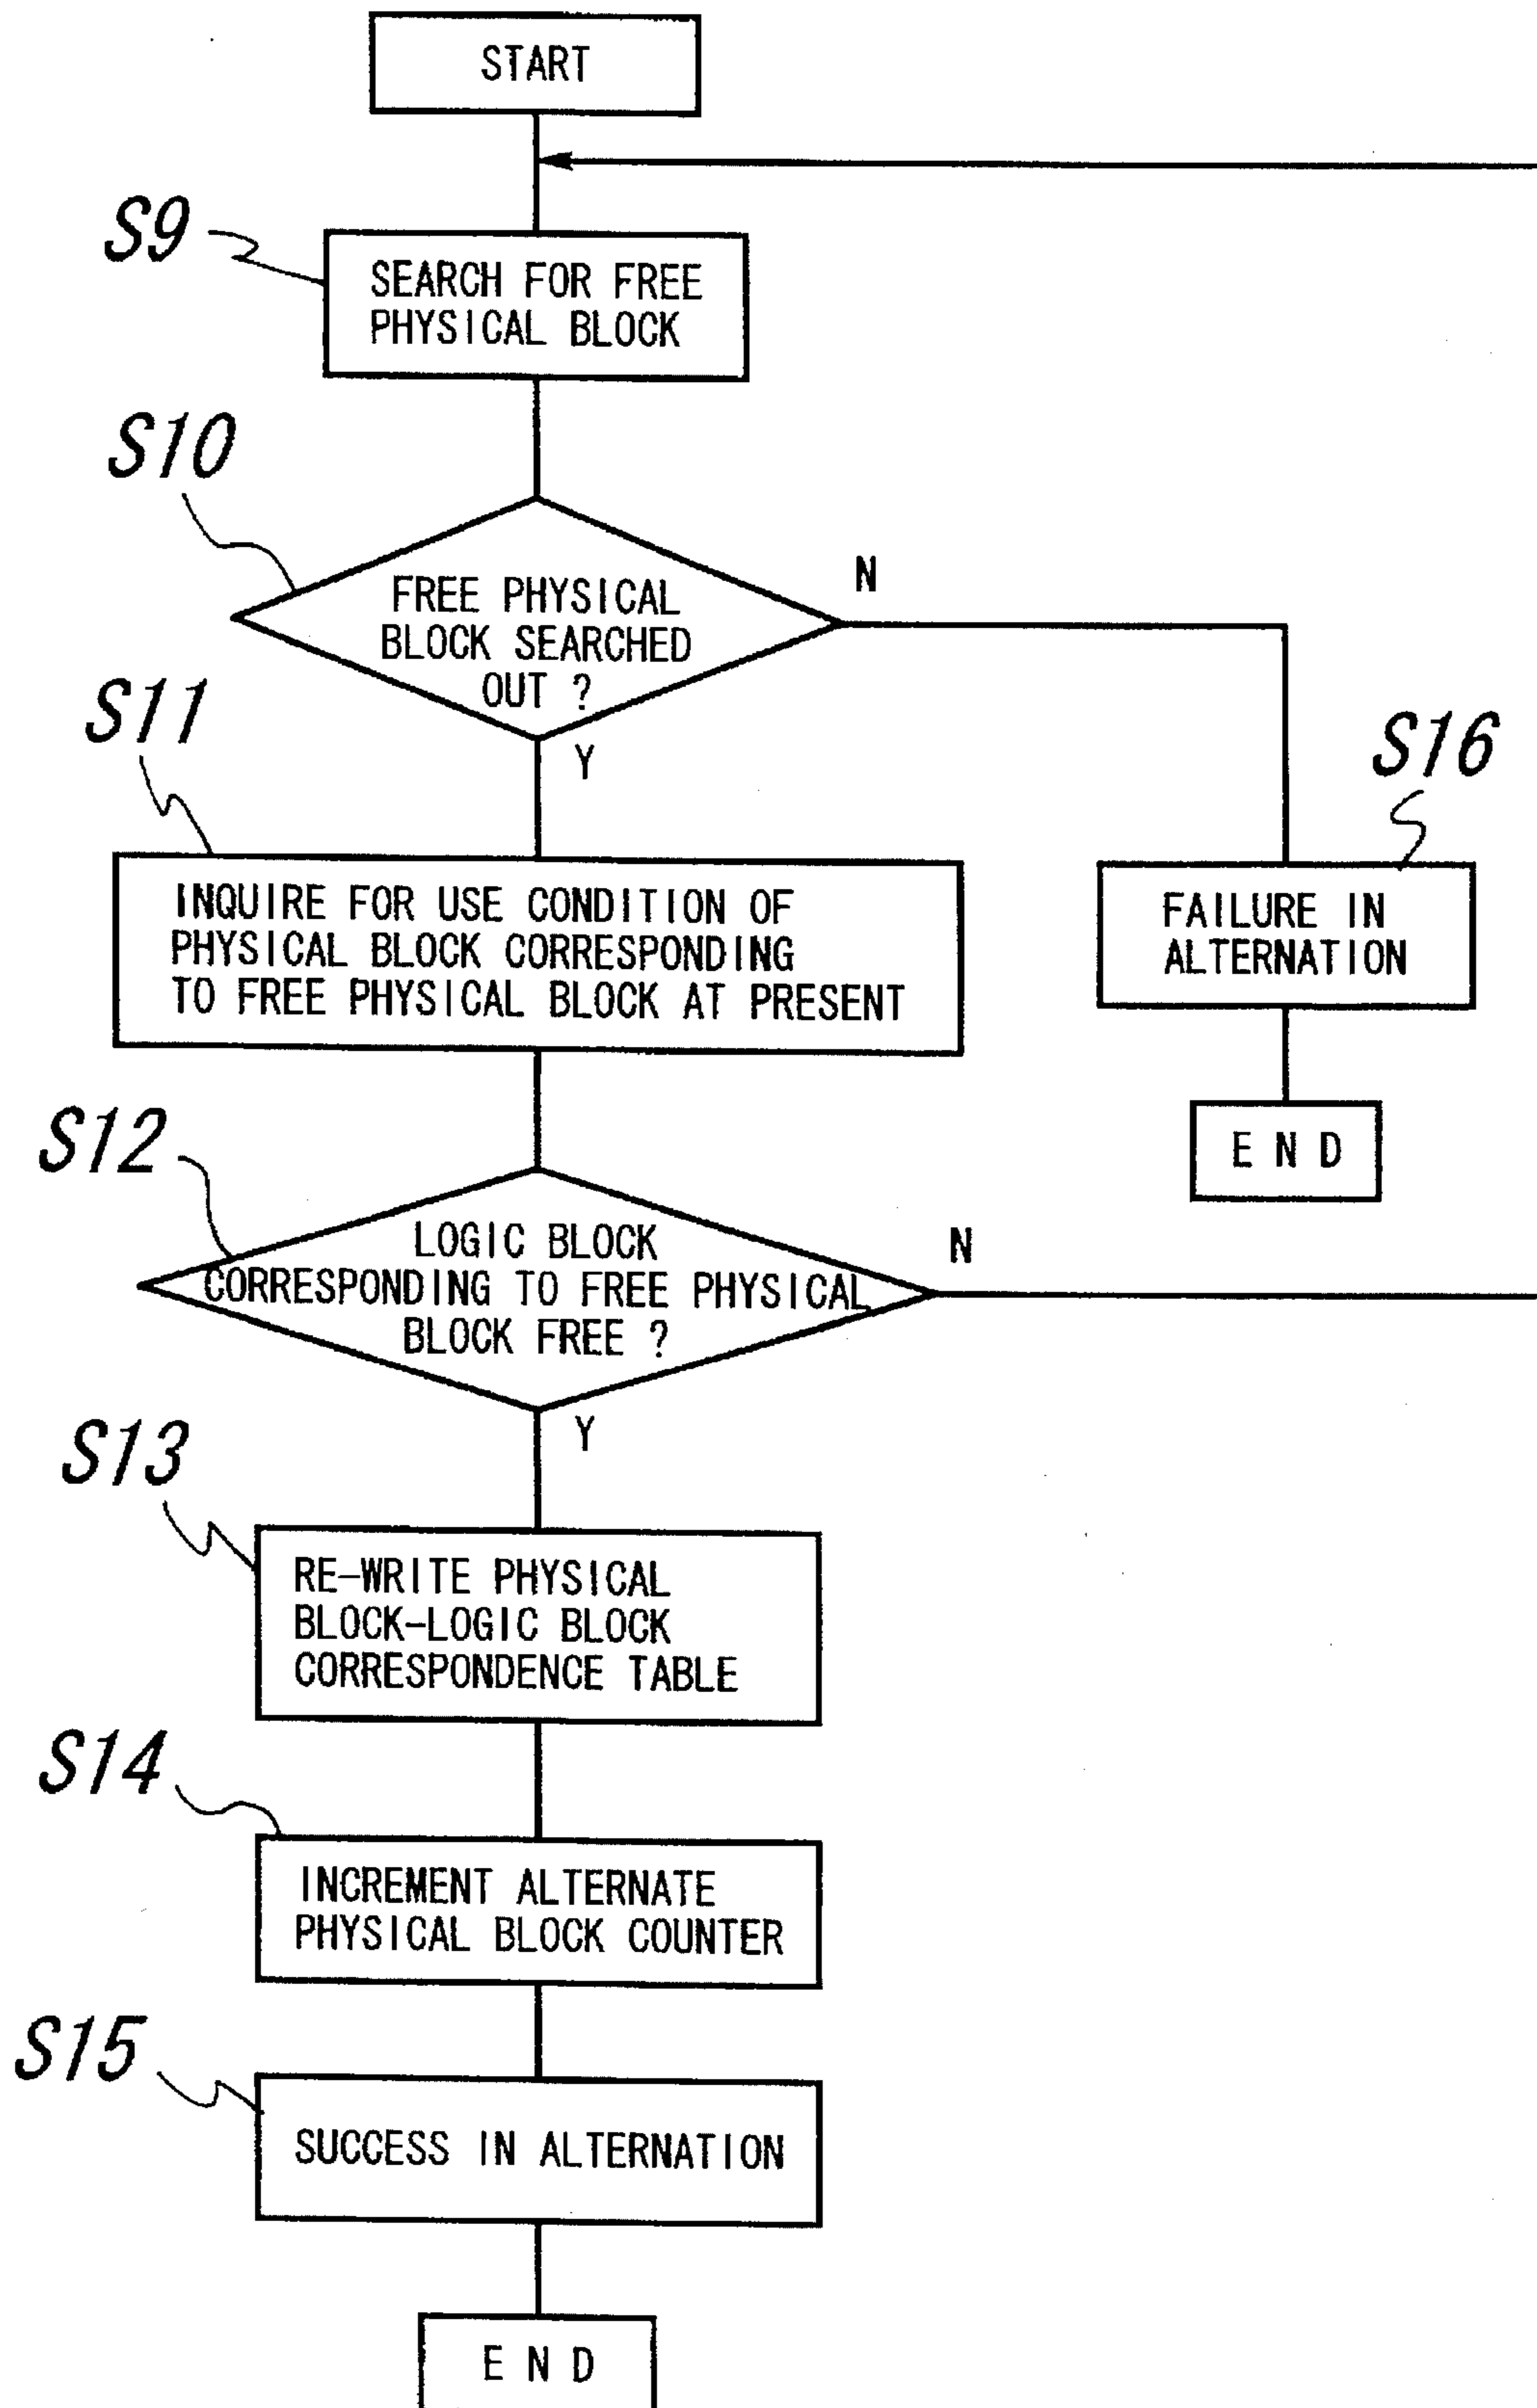 START
S9
SEARCH FOR FREE
PHYSICAL BLOCK
S10
FREE PHYSICAL
BLOCK SEARCHED
OUT ?
N
Y
S11
INQUIRE FOR USE CONDITION OF
PHYSICAL BLOCK CORRESPONDING
TO FREE PHYSICAL BLOCK AT PRESENT
S16
FAILURE IN
ALTERNATION
END
S12
LOGIC BLOCK
CORRESPONDING TO FREE PHYSICAL
BLOCK FREE ?
N
Y
S13
RE-WRITE PHYSICAL
BLOCK-LOGIC BLOCK
CORRESPONDENCE TABLE
S14
INCREMENT ALTERNATE
PHYSICAL BLOCK COUNTER
S15
SUCCESS IN ALTERNATION
END